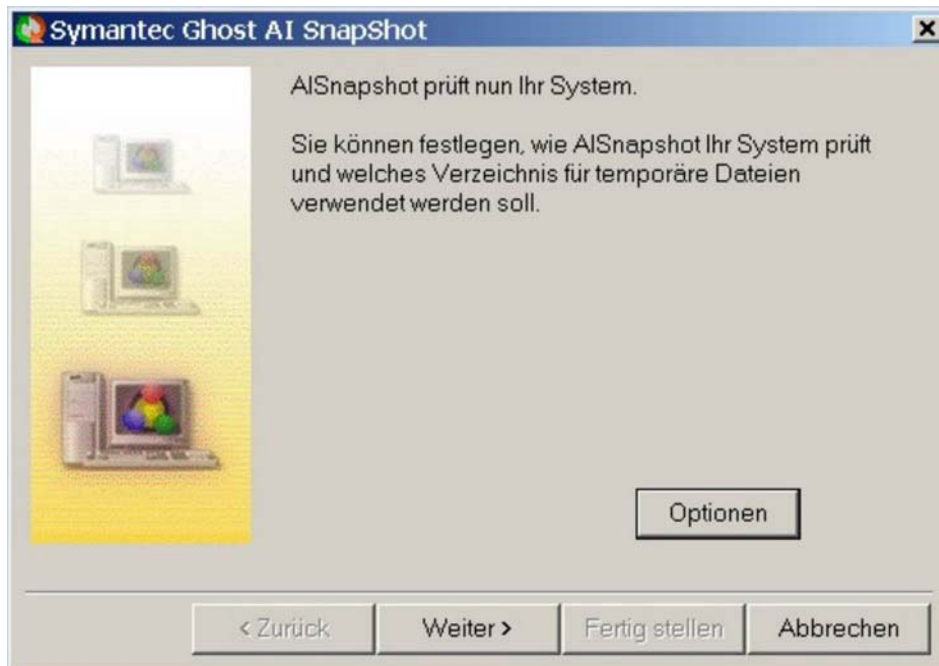 Symantec Ghost AI SnapShot
AISnapshot prüft nun Ihr System.
Sie können festlegen, wie AISnapshot Ihr System prüft
und welches Verzeichnis für temporäre Dateien
verwendet werden soll.
Optionen
< Zurück
Weiter >
Fertig stellen
Abbrechen